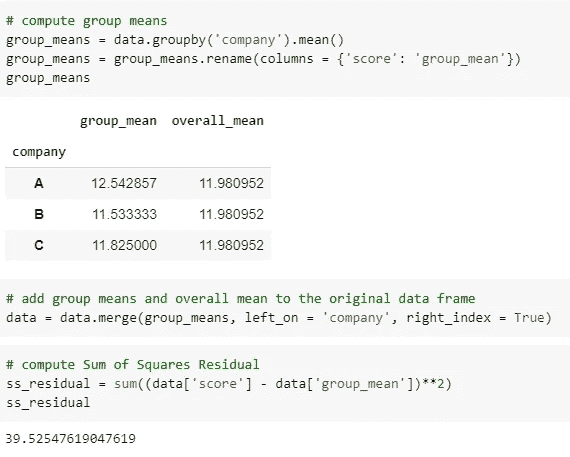 # compute group means
group_means = data.groupby('company').mean()
group_means = group_means.rename(columns = {'score': 'group_mean'})
group_means
group_mean overall_mean
company
A 12.542857 11.980952
B 11.533333 11.980952
C 11.825000 11.980952
# add group means and overall mean to the original data frame
data = data.merge(group_means, left_on = 'company', right_index = True)
# compute Sum of Squares Residual
ss_residual = sum((data['score'] - data['group_mean'])**2)
ss_residual
39.52547619047619